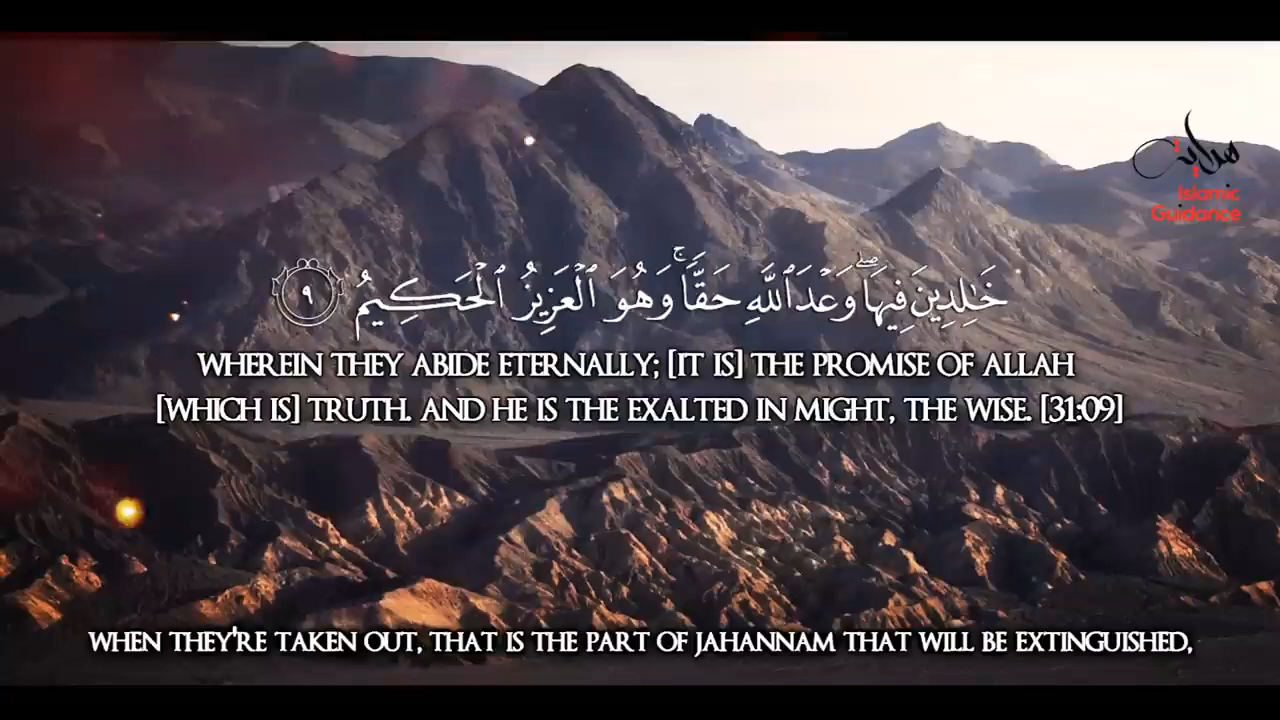 هداية
Islamic
Guidance
خَٰلِدِينَ فِيهَاۖ وَعۡدَ ٱللَّهِ حَقّٗاۚ وَهُوَ ٱلۡعَزِيزُ ٱلۡحَكِيمُ ٩
WHEREIN THEY ABIDE ETERNALLY; [IT IS] THE PROMISE OF ALLAH
[WHICH IS] TRUTH. AND HE IS THE EXALTED IN MIGHT, THE WISE. [31:09]
WHEN THEY'RE TAKEN OUT, THAT IS THE PART OF JAHANNAM THAT WILL BE EXTINGUISHED,